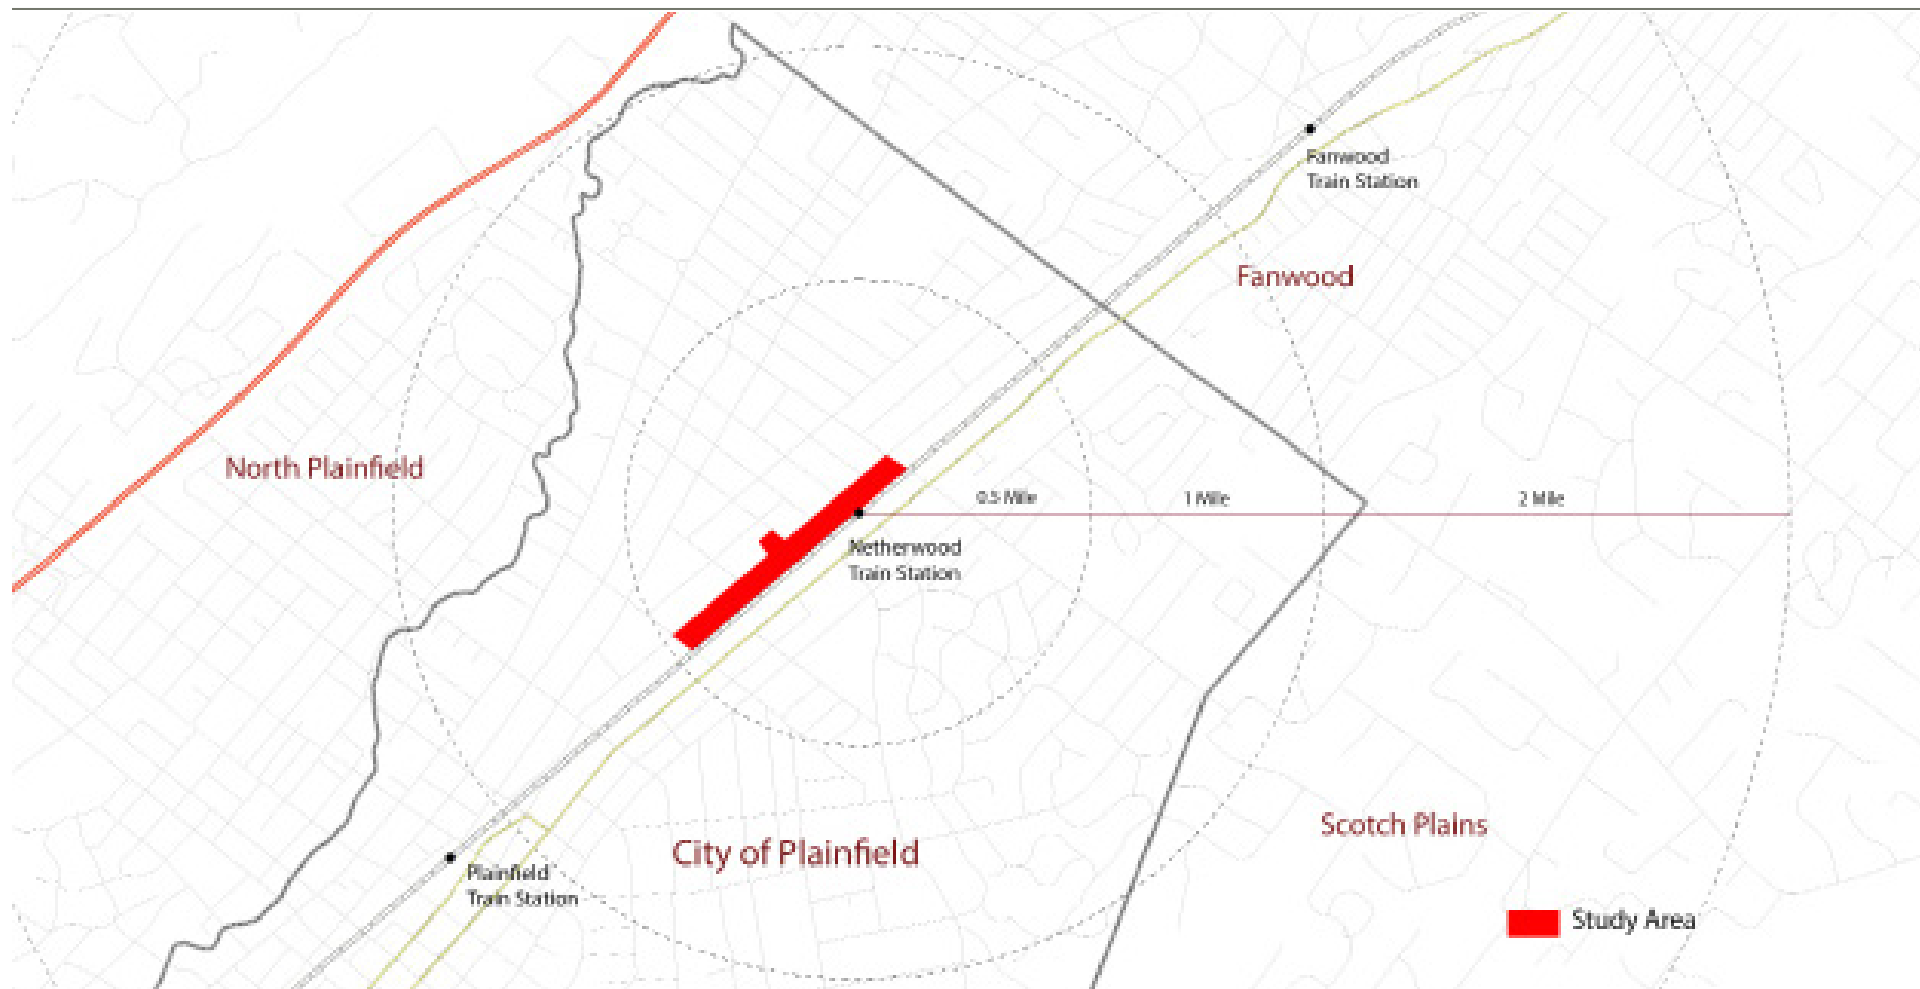 Fanwood
Train Station
Fanwood
North Plainfield
0.5 Mile
1 Mile
2 Mile
Netherwood
Train Station
Scotch Plains
City of Plainfield
Plainfield
Train Station
Study Area